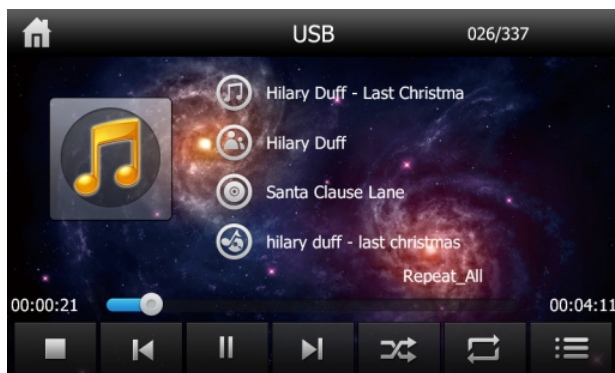 USB
026/337
Hilary Duff - Last Christma
Hilary Duff
Santa Clause Lane
hilary duff - last christmas
Repeat_All
00:00:21
00:04:11